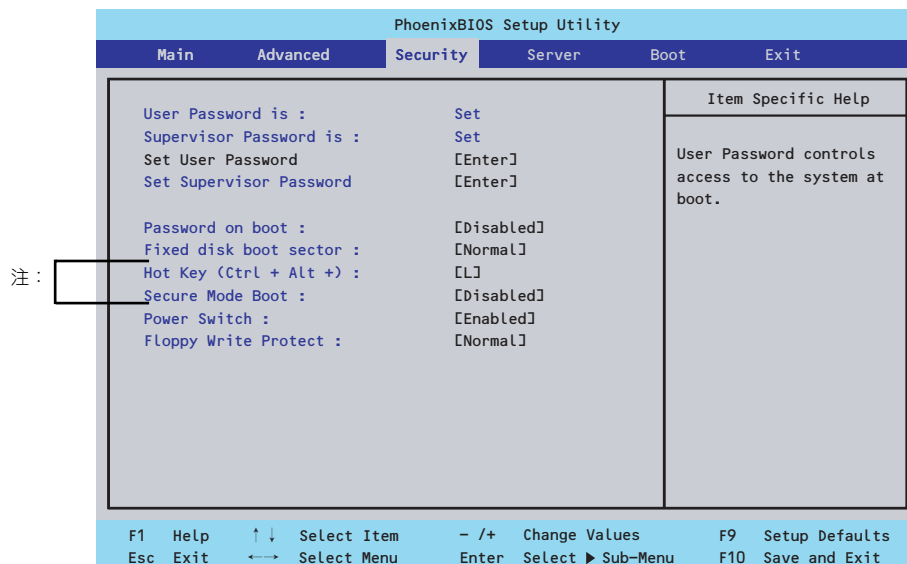 PhoenixBIOS Setup Utility
Main Advanced Security Server Boot Exit
User Password is : Set
Supervisor Password is : Set
Set User Password [Enter]
Set Supervisor Password [Enter]
Password on boot : [Disabled]
Fixed disk boot sector : [Normal]
Hot Key (Ctrl + Alt +) : [L]
Secure Mode Boot : [Disabled]
Power Switch : [Enabled]
Floppy Write Protect : [Normal]
注：
Item Specific Help
User Password controls
access to the system at
boot.
F1 Help ↑↓ Select Item - /+ Change Values F9 Setup Defaults
Esc Exit ←→ Select Menu Enter Select ▶ Sub-Menu F10 Save and Exit